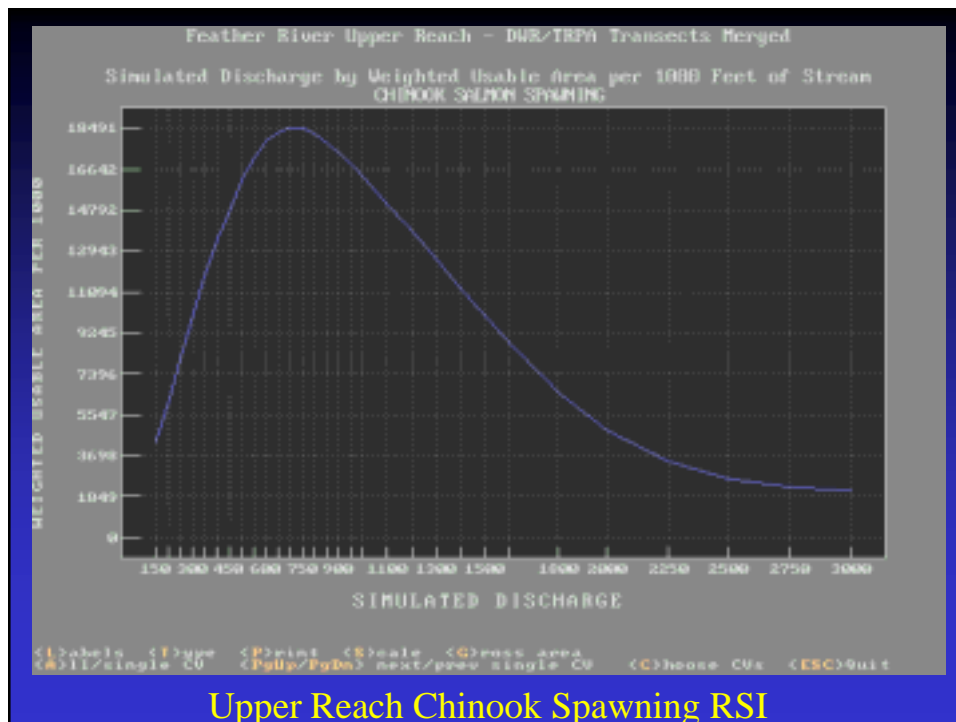 Feather River Upper Reach - DWR/TRPA Transects Merged
Simulated Discharge by Weighted Usable Area per 1000 Feet of Stream
CHINOOK SALMON SPAWNING
WEIGHTED USABLE AREA PER 1000
18491
16642
14792
12943
11094
9245
7396
5547
3698
1849
0
150 300 450 600 750 900 1100 1300 1500 1800 2000 2250 2500 2750 3000
SIMULATED DISCHARGE
<L>abels <T>ype <P>rint <S>cale <G>ross area
<A>ll/single CV <PgUp/PgDn> next/prev single CV <C>hoose CVs <ESC>Quit
Upper Reach Chinook Spawning RSI